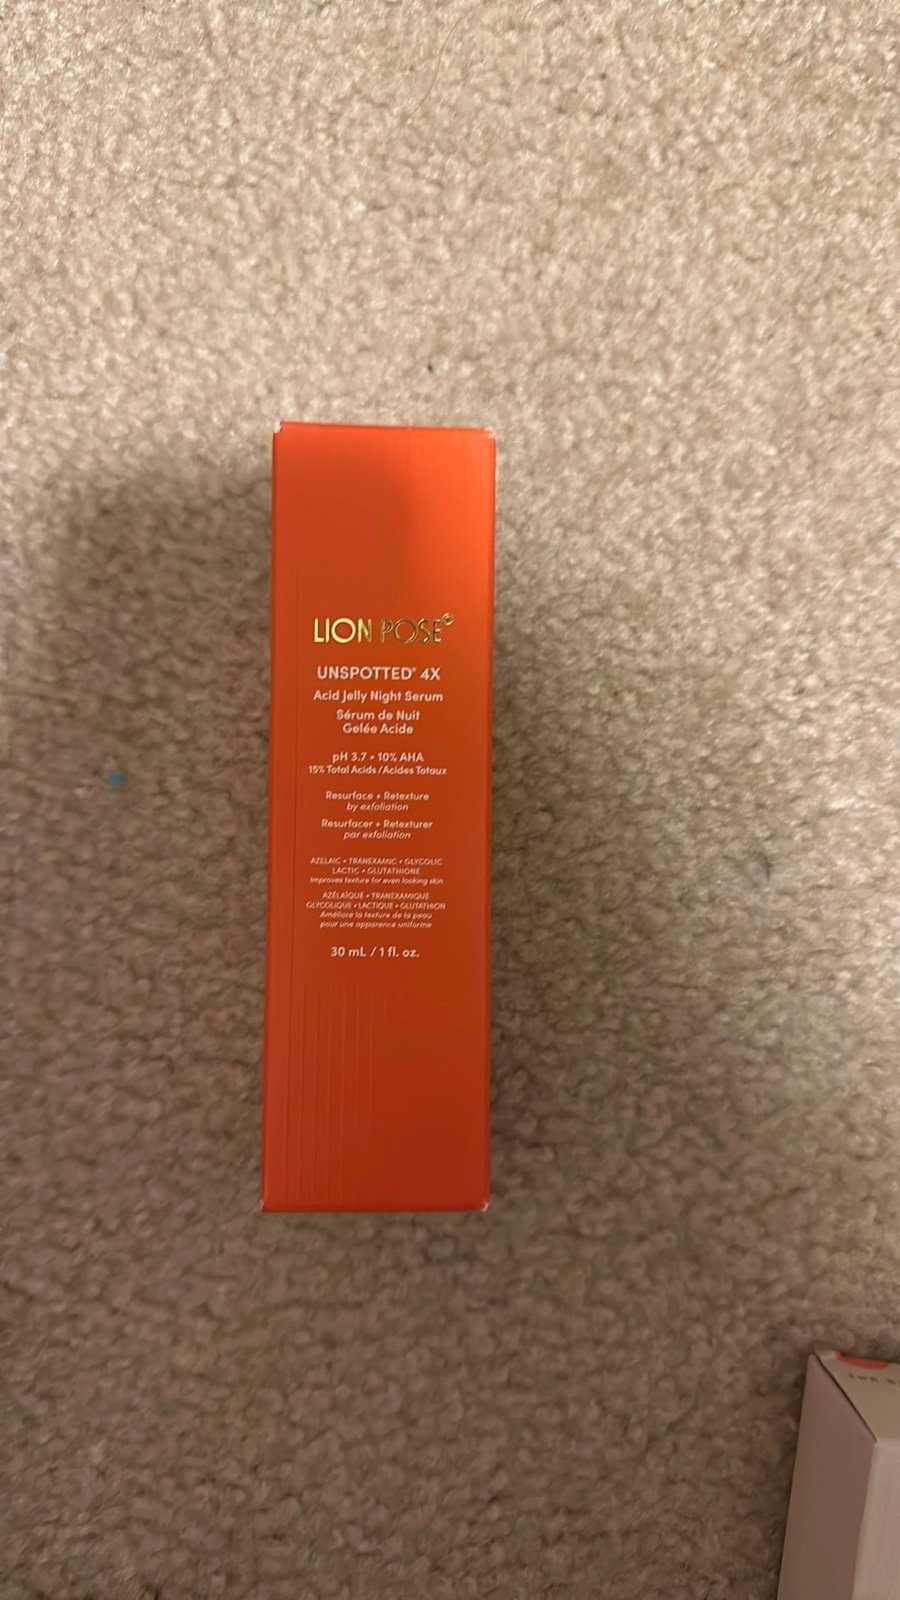 LION POSE®
UNSPOTTED® 4X
Acid Jelly Night Serum
Sérum de Nuit
Gelée Acide
pH 3.7 • 10% AHA
15% Total Acids / Acides Totaux
Resurface + Retexture
by exfoliation
Resurfacer + Retexturer
par exfoliation
AZELAIC • TRANEXAMIC • GLYCOLIC
LACTIC • GLUTATHIONE
Improves texture for even looking skin
AZÉLAÏQUE • TRANEXAMIQUE
GLYCOLIQUE • LACTIQUE • GLUTATHION
Améliore la texture de la peau
pour une apparence uniforme
30 mL / 1 fl. oz.